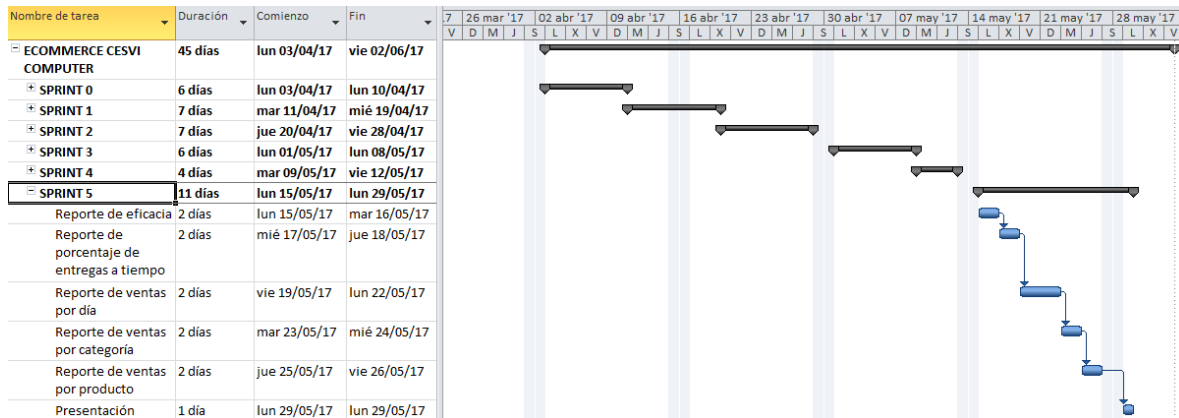 Nombre de tarea Duración Comienzo Fin 17 26 mar '17 02 abr '17 09 abr '17 16 abr '17 23 abr '17 30 abr '17 07 may '17 14 may '17 21 may '17 28 may '17
V D M J S L X V D M J S L X V D M J S L X V D M J S L X V D M J S L X V
ECOMMERCE CESVI 45 días lun 03/04/17 vie 02/06/17
COMPUTER
SPRINT 0 6 días lun 03/04/17 lun 10/04/17
SPRINT 1 7 días mar 11/04/17 mié 19/04/17
SPRINT 2 7 días jue 20/04/17 vie 28/04/17
SPRINT 3 6 días lun 01/05/17 lun 08/05/17
SPRINT 4 4 días mar 09/05/17 vie 12/05/17
SPRINT 5 11 días lun 15/05/17 lun 29/05/17
Reporte de eficacia 2 días lun 15/05/17 mar 16/05/17
Reporte de 2 días mié 17/05/17 jue 18/05/17
porcentaje de
entregas a tiempo
Reporte de ventas 2 días vie 19/05/17 lun 22/05/17
por día
Reporte de ventas 2 días mar 23/05/17 mié 24/05/17
por categoría
Reporte de ventas 2 días jue 25/05/17 vie 26/05/17
por producto
Presentación 1 día lun 29/05/17 lun 29/05/17